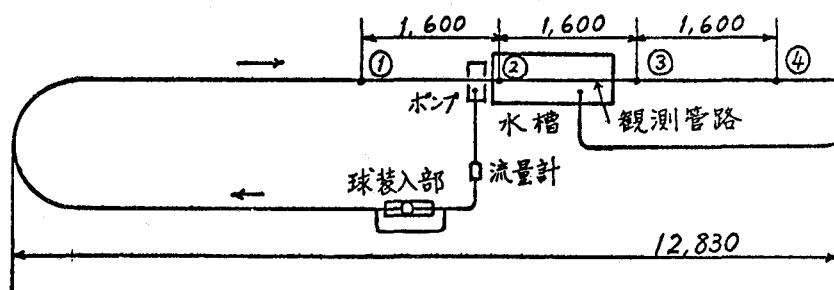 1,600 1,600 1,600
① ② ③ ④
ポンプ
水槽 観測管路
球装入部 流量計
12,830